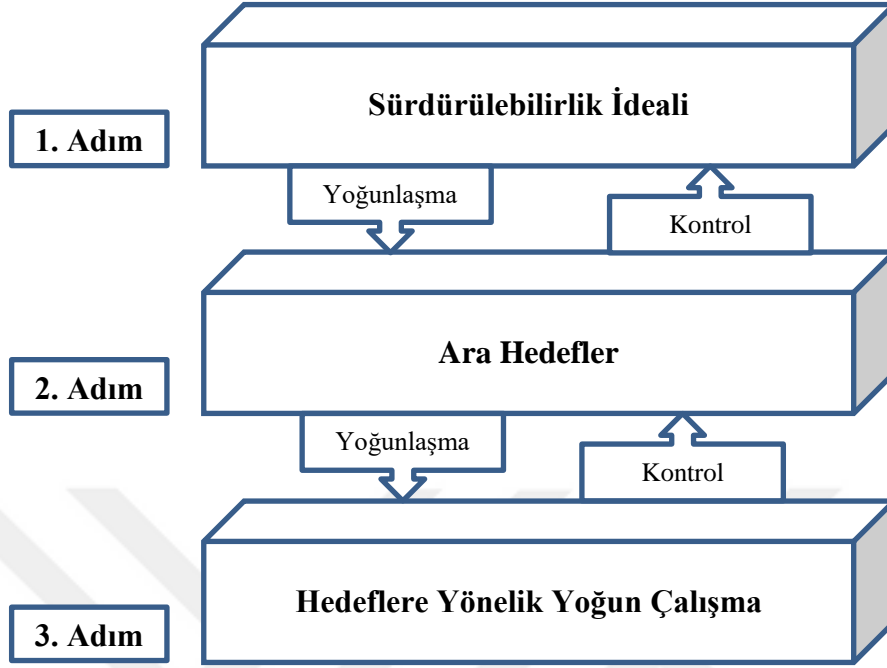 Sürdürülebilirlik İdeali
1. Adım
Yoğunlaşma
Kontrol
Ara Hedefler
2. Adım
Yoğunlaşma
Kontrol
Hedeflere Yönelik Yoğun Çalışma
3. Adım